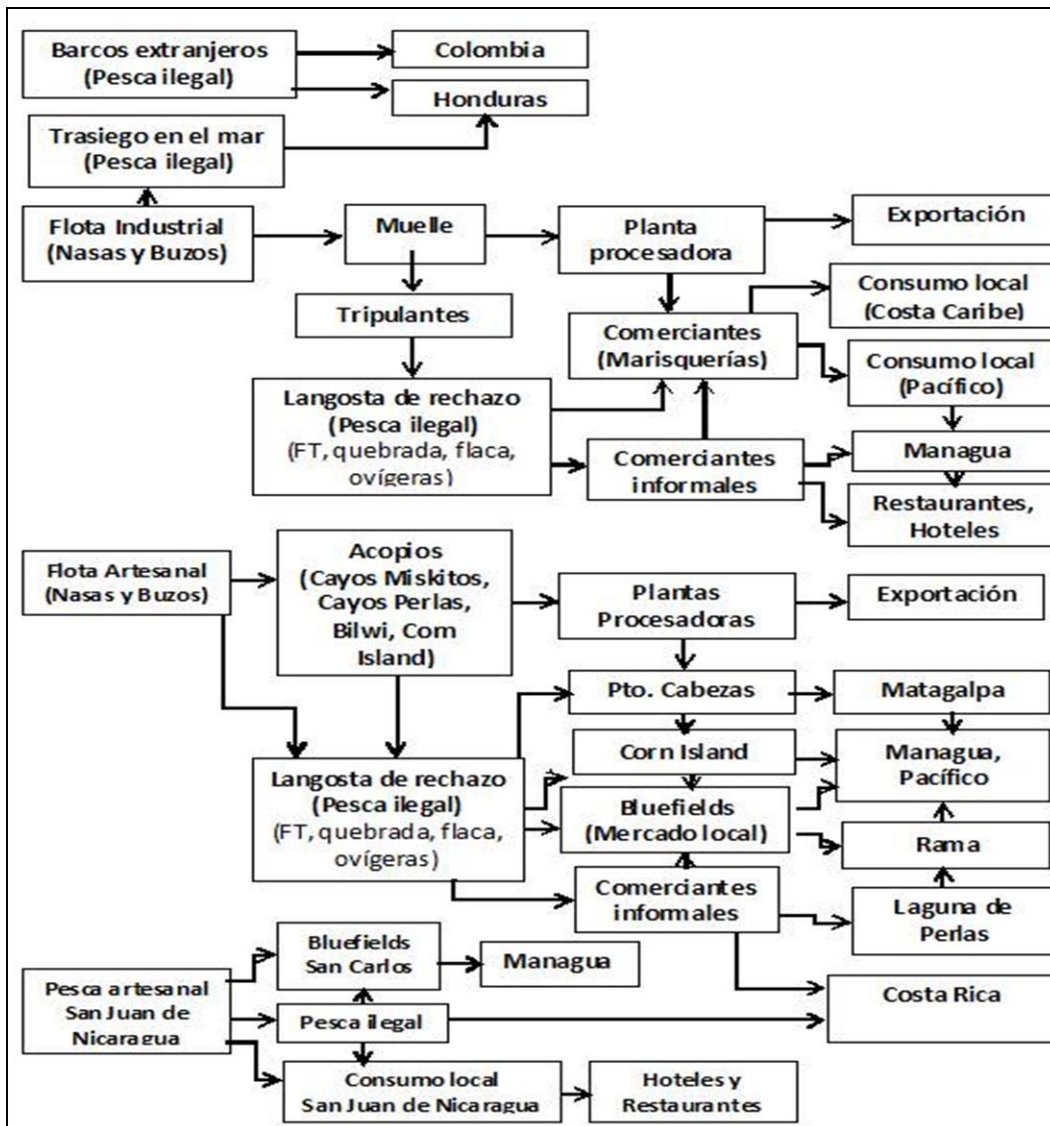 Barcos extranjeros
(Pesca ilegal)
Colombia
Honduras
Trasiego en el mar
(Pesca ilegal)
Flota Industrial
(Nasas y Buzos)
Muelle
Planta
procesadora
Exportación
Tripulantes
Comerciantes
(Marisquerías)
Consumo local
(Costa Caribe)
Consumo local
(Pacífico)
Langosta de rechazo
(Pesca ilegal)
(FT, quebrada, flaca,
ovígeras)
Comerciantes
informales
Managua
Restaurantes,
Hoteles
Flota Artesanal
(Nasas y Buzos)
Acopios
(Cayos Miskitos,
Cayos Perlas,
Bilwi, Corn
Island)
Plantas
Procesadoras
Exportación
Pto. Cabezas
Matagalpa
Corn Island
Managua,
Pacífico
Langosta de rechazo
(Pesca ilegal)
(FT, quebrada, flaca,
ovígeras)
Bluefields
(Mercado local)
Rama
Comerciantes
informales
Laguna de
Perlas
Bluefields
San Carlos
Managua
Pesca artesanal
San Juan de
Nicaragua
Pesca ilegal
Costa Rica
Consumo local
San Juan de Nicaragua
Hoteles y
Restaurantes